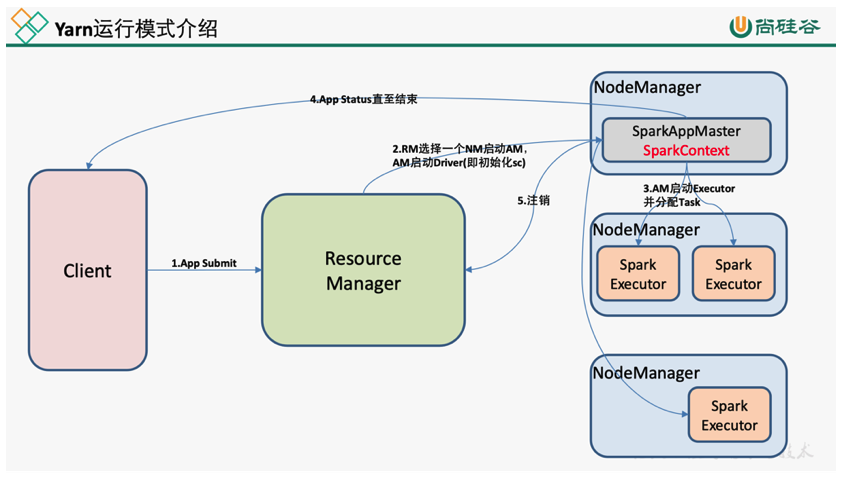 Yarn运行模式介绍
尚硅谷
4.App Status直至结束
NodeManager
SparkAppMaster
SparkContext
2.RM选择一个NM启动AM，
AM启动Driver(即初始化sc)
3.AM启动Executor
并分配Task
5.注销
Client
1.App Submit
Resource
Manager
NodeManager
Spark
Executor
Spark
Executor
NodeManager
Spark
Executor
技术